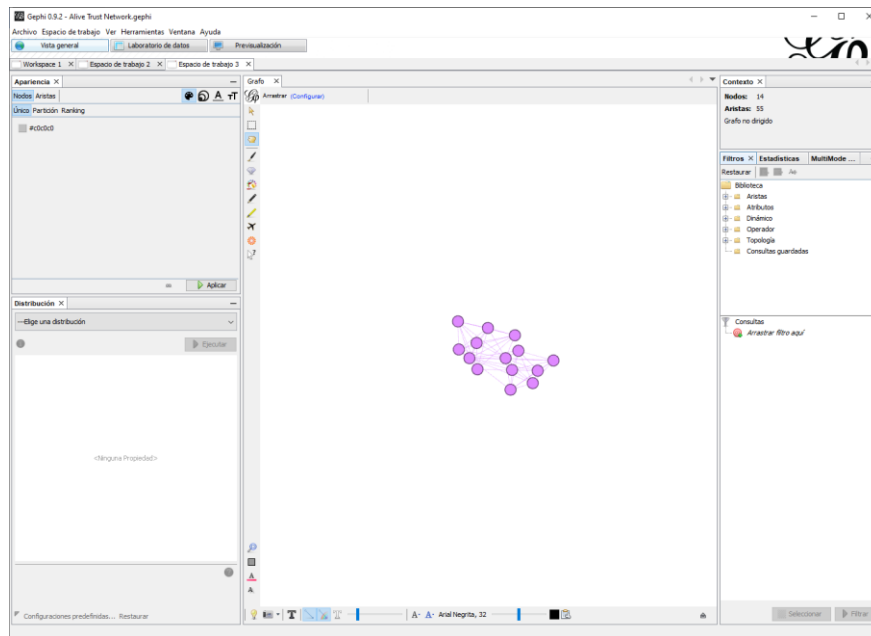 Gephi 0.9.2 - Alive Trust Network.gephi
Archivo Espacio de trabajo Ver Herramientas Ventana Ayuda
Vista general Laboratorio de datos Previsualización
Workspace 1 Espacio de trabajo 2 Espacio de trabajo 3
Apariencia
Nodos Aristas
Único Partición Ranking
#c0c0c0
Aplicar
Distribución
---Elige una distribución
Ejecutar
<Ninguna Propiedad>
Configuraciones predefinidas... Restaurar
Grafo
Arrastrar (Configurar)
A- A- Arial Negrita, 32
Contexto
Nodos: 14
Aristas: 55
Grafo no dirigido
Filtros Estadísticas MultiMode ...
Restaurar
Biblioteca
Aristas
Atributos
Dinámico
Operador
Topología
Consultas guardadas
Consultas
Arrastrar filtro aquí
Seleccionar Filtrar